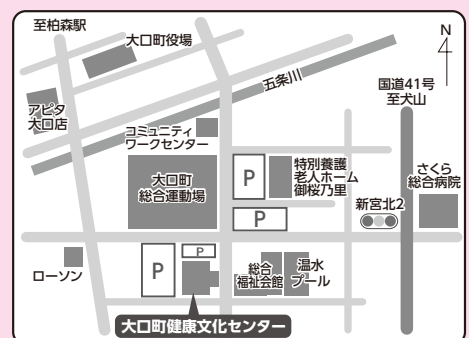 至柏森駅
大口町役場
N
五条川
国道41号
至犬山
アピタ
大口店
コミュニティ
ワークセンター
大口町
総合運動場
P
特別養護
老人ホーム
御桜乃里
さくら
総合病院
新宮北2
P
P
P
ローソン
総合
福祉会館
温水
プール
大口町健康文化センター